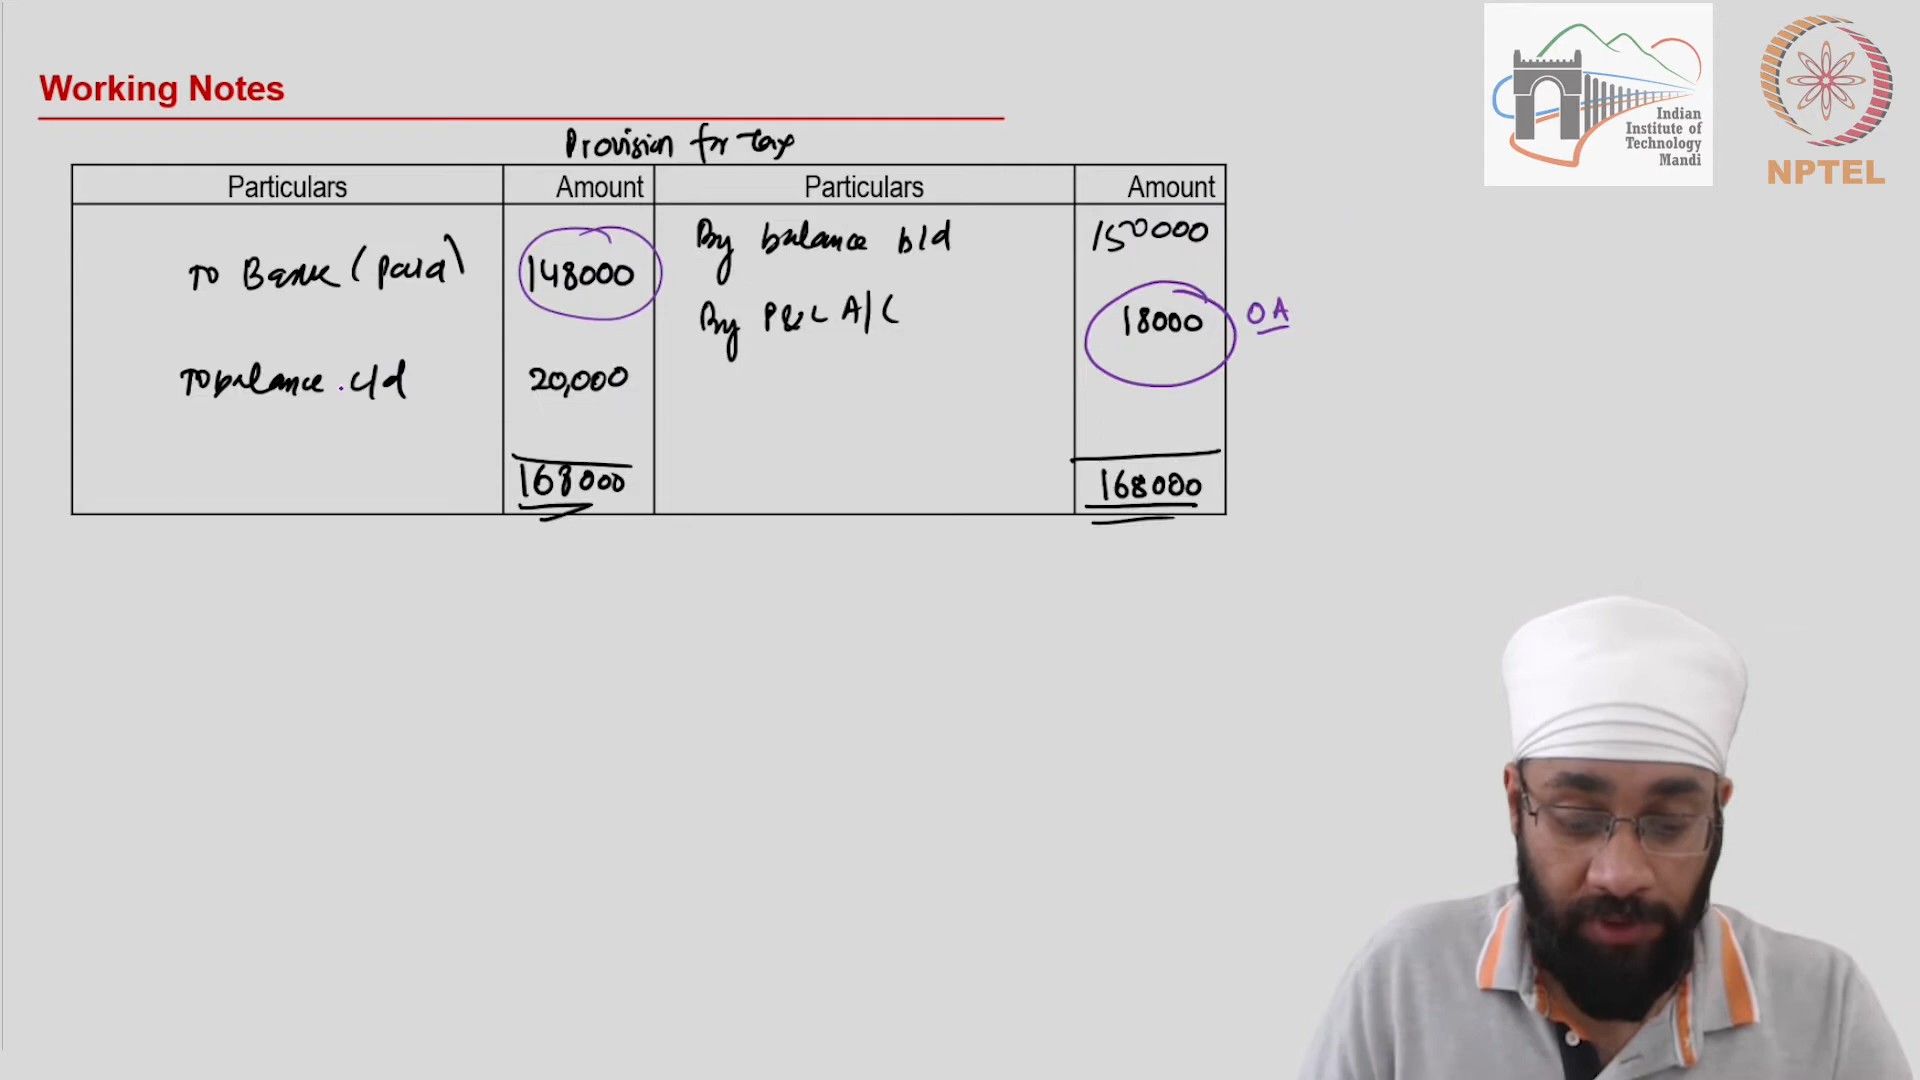 Working Notes
Provision for tax
Particulars Amount Particulars Amount
To Bank (paid) 148000 By balance b/d 150000
By P&L A/C 18000 OA
To balance c/d 20,000
168000 168000
Indian
Institute of
Technology
Mandi
NPTEL